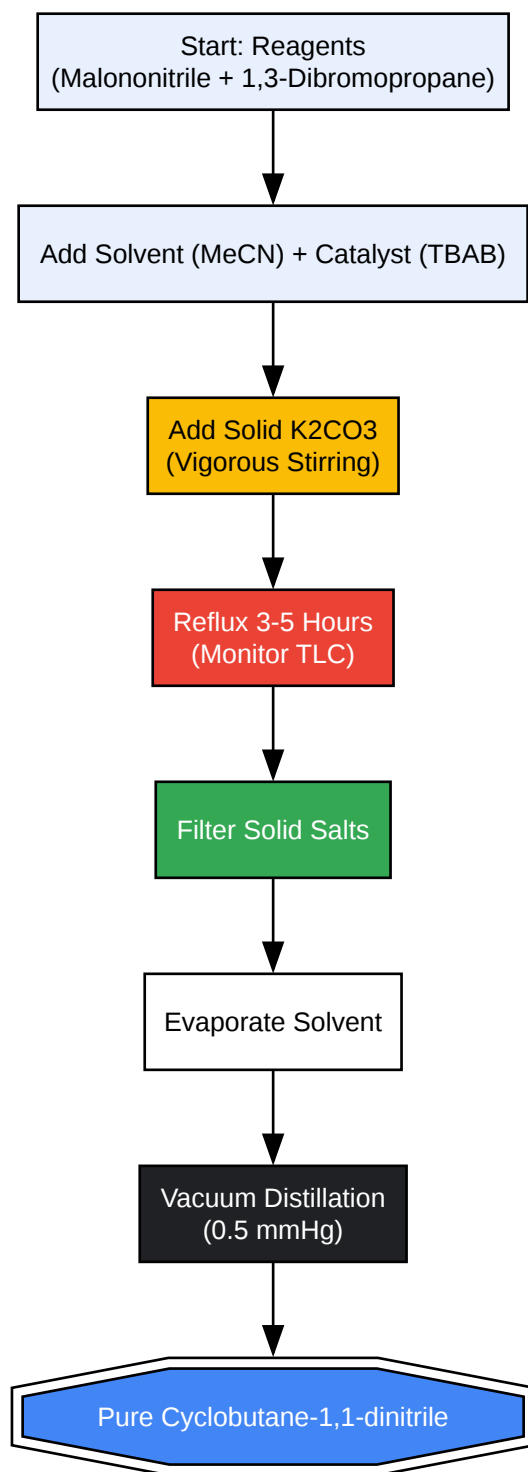 Start: Reagents
(Malononitrile + 1,3-Dibromopropane)
Add Solvent (MeCN) + Catalyst (TBAB)
Add Solid K2CO3
(Vigorous Stirring)
Reflux 3-5 Hours
(Monitor TLC)
Filter Solid Salts
Evaporate Solvent
Vacuum Distillation
(0.5 mmHg)
Pure Cyclobutane-1,1-dinitrile